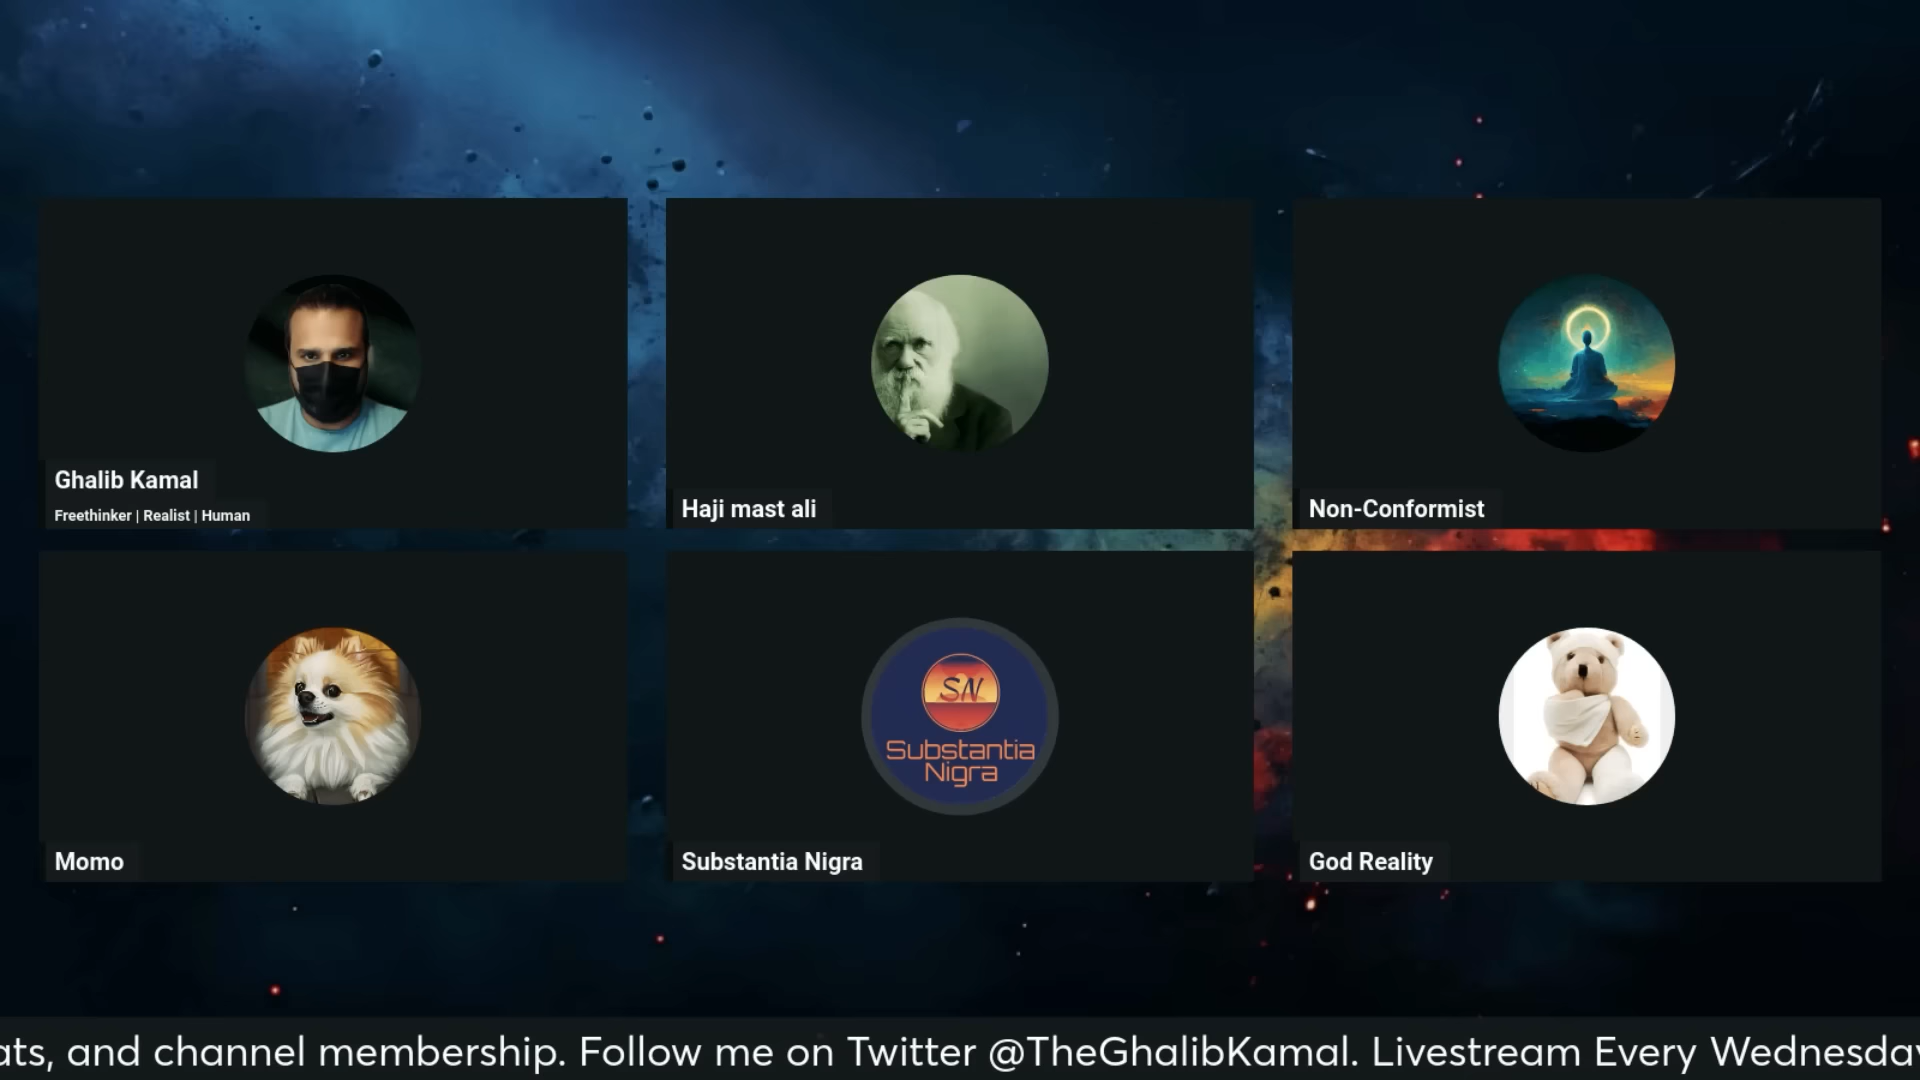 Ghalib Kamal
Freethinker | Realist | Human
Haji mast ali
Non-Conformist
Momo
SN
Substantia
Nigra
Substantia Nigra
God Reality
ats, and channel membership. Follow me on Twitter @TheGhalibKamal. Livestream Every Wednesday